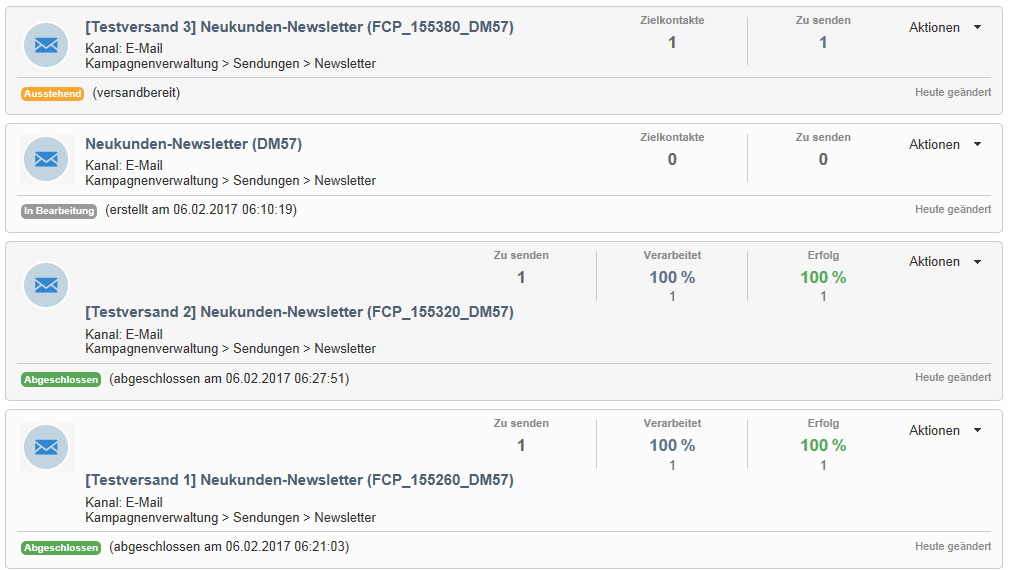 [Testversand 3] Neukunden-Newsletter (FCP_155380_DM57)
Kanal: E-Mail
Kampagnenverwaltung > Sendungen > Newsletter
Zielkontakte
1
Zu senden
1
Aktionen
Ausstehend (versandbereit)
Heute geändert
Neukunden-Newsletter (DM57)
Kanal: E-Mail
Kampagnenverwaltung > Sendungen > Newsletter
Zielkontakte
0
Zu senden
0
Aktionen
In Bearbeitung (erstellt am 06.02.2017 06:10:19)
Heute geändert
Zu senden
1
Verarbeitet
100 %
1
Erfolg
100 %
1
Aktionen
[Testversand 2] Neukunden-Newsletter (FCP_155320_DM57)
Kanal: E-Mail
Kampagnenverwaltung > Sendungen > Newsletter
Abgeschlossen (abgeschlossen am 06.02.2017 06:27:51)
Heute geändert
Zu senden
1
Verarbeitet
100 %
1
Erfolg
100 %
1
Aktionen
[Testversand 1] Neukunden-Newsletter (FCP_155260_DM57)
Kanal: E-Mail
Kampagnenverwaltung > Sendungen > Newsletter
Abgeschlossen (abgeschlossen am 06.02.2017 06:21:03)
Heute geändert